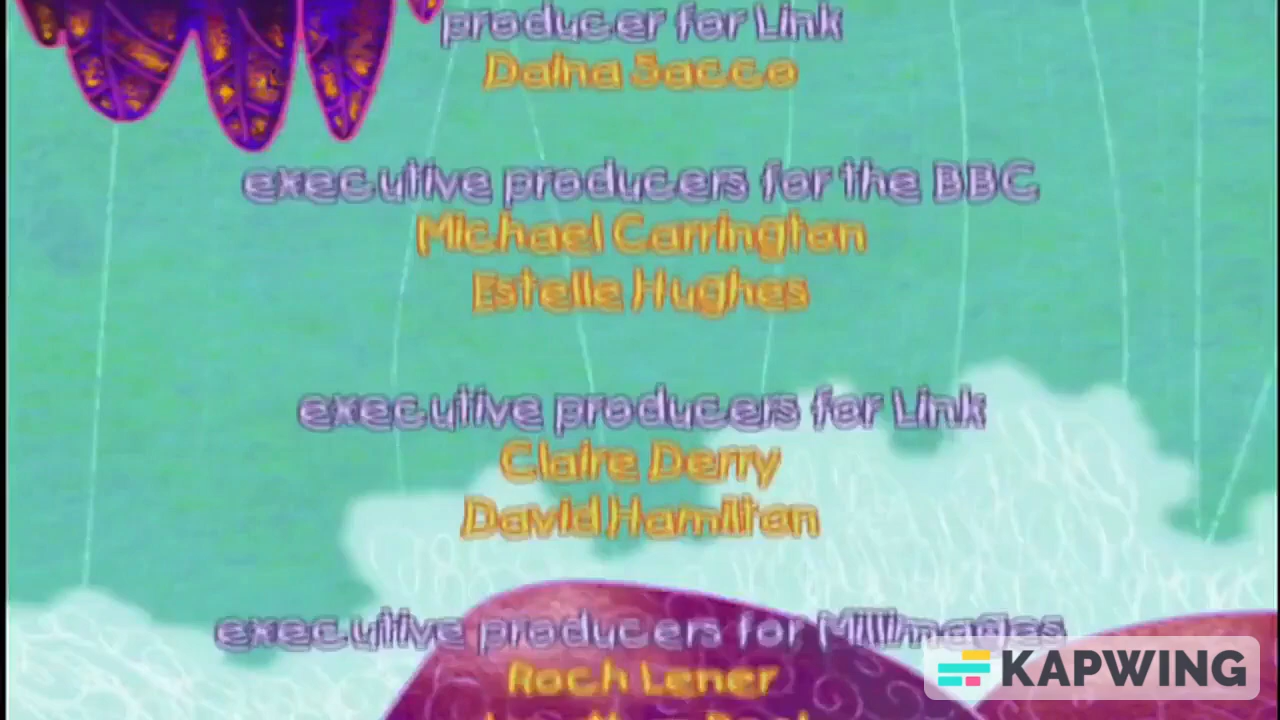 producer for Link
Daina Sacco
executive producers for the BBC
Michael Carrington
Estelle Hughes
executive producers for Link
Claire Derry
David Hamilton
executive producers for Millimages
Roch Lener
KAPWING